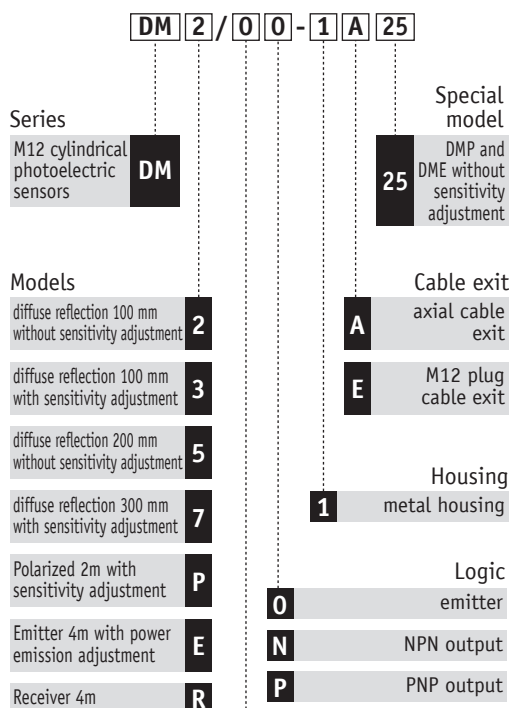 DM 2 / 0 0 - 1 A 25
Series
M12 cylindrical
photoelectric
sensors
DM
Special
model
25
DMP and
DME without
sensitivity
adjustment
Models
diffuse reflection 100 mm
without sensitivity adjustment
2
diffuse reflection 100 mm
with sensitivity adjustment
3
diffuse reflection 200 mm
without sensitivity adjustment
5
diffuse reflection 300 mm
with sensitivity adjustment
7
Polarized 2m with
sensitivity adjustment
P
Emitter 4m with power
emission adjustment
E
Receiver 4m
R
Cable exit
A
axial cable
exit
E
M12 plug
cable exit
Housing
1
metal housing
Logic
0
emitter
N
NPN output
P
PNP output